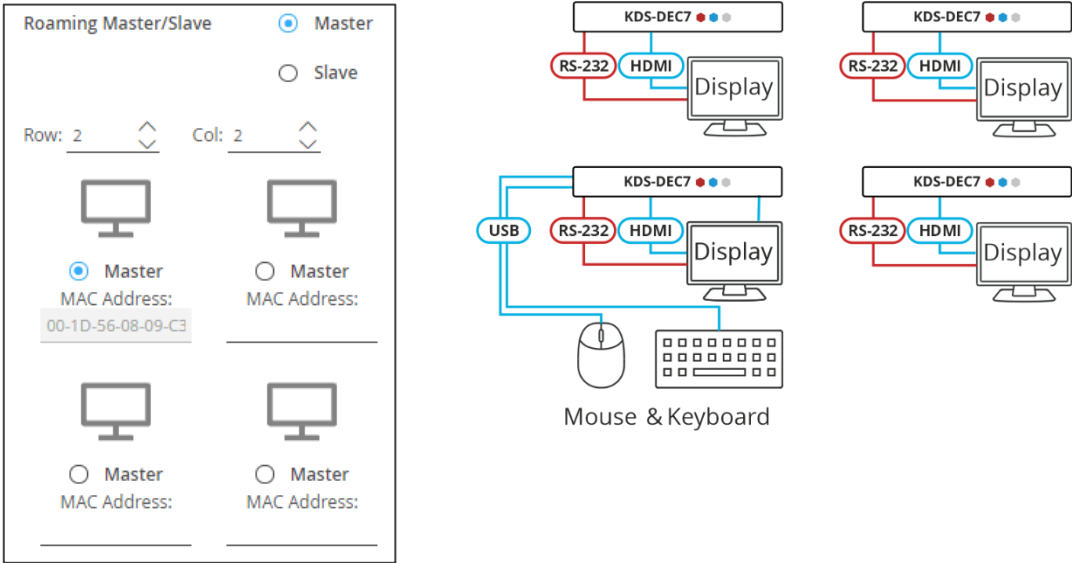 Roaming Master/Slave
Master
Slave
Row: 2
Col: 2
Master
MAC Address:
00-1D-56-08-09-C3
Master
MAC Address:
Master
MAC Address:
Master
MAC Address:
KDS-DEC7
RS-232 HDMI Display
KDS-DEC7
RS-232 HDMI Display
KDS-DEC7
USB RS-232 HDMI Display
KDS-DEC7
RS-232 HDMI Display
Mouse & Keyboard